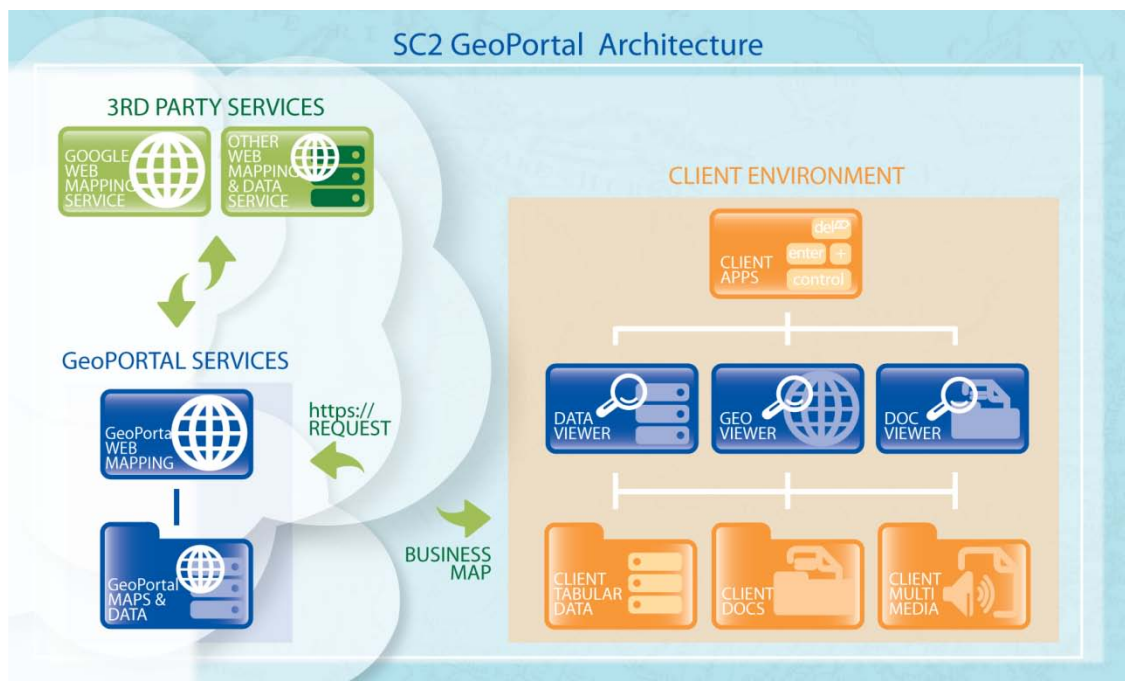 SC2 GeoPortal Architecture
3RD PARTY SERVICES
GOOGLE
WEB
MAPPING
SERVICE
OTHER
WEB
MAPPING
& DATA
SERVICE
GeoPORTAL SERVICES
GeoPortal
WEB
MAPPING
GeoPortal
MAPS &
DATA
https://
REQUEST
BUSINESS
MAP
CLIENT ENVIRONMENT
CLIENT
APPS
del
enter +
control
DATA
VIEWER
GEO
VIEWER
DOC
VIEWER
CLIENT
TABULAR
DATA
CLIENT
DOCS
CLIENT
MULTI
MEDIA